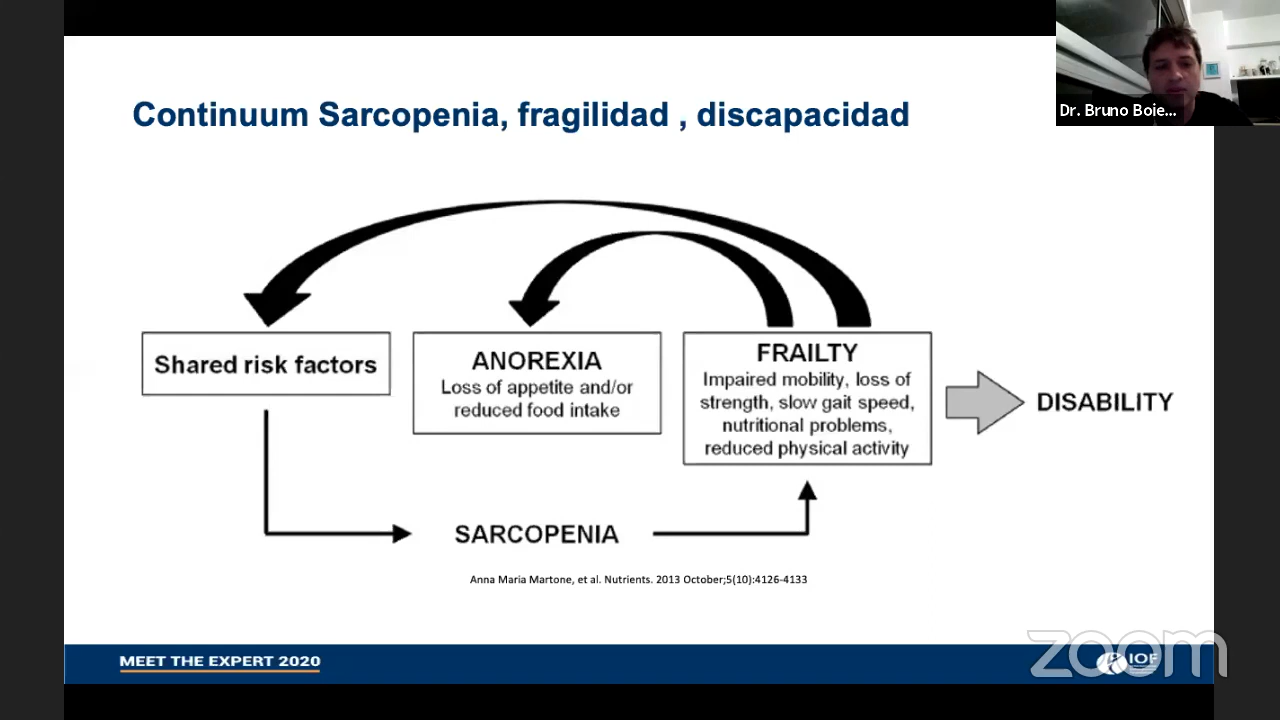 Continuum Sarcopenia, fragilidad , discapacidad
Dr. Bruno Boie...
Shared risk factors
ANOREXIA
Loss of appetite and/or
reduced food intake
FRAILTY
Impaired mobility, loss of
strength, slow gait speed,
nutritional problems,
reduced physical activity
DISABILITY
SARCOPENIA
Anna Maria Martone, et al. Nutrients. 2013 October;5(10):4126-4133
MEET THE EXPERT 2020
zoom
IOF